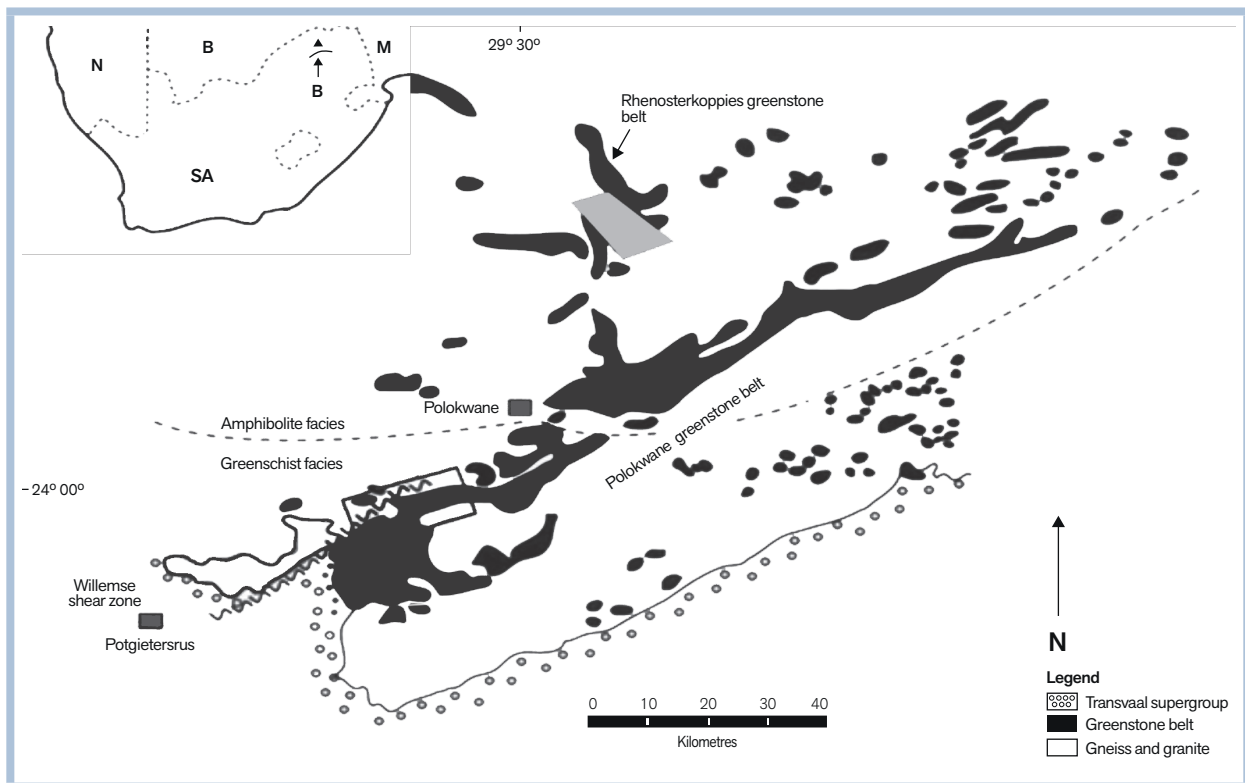 29º 30º
N
B
M
B
SA
Rhenosterkoppies greenstone
belt
Polokwane
Amphibolite facies
Greenschist facies
Polokwane greenstone belt
24º 00º
Willemse
shear zone
Potgietersrus
N
0 10 20 30 40
Kilometres
Legend
Transvaal supergroup
Greenstone belt
Gneiss and granite